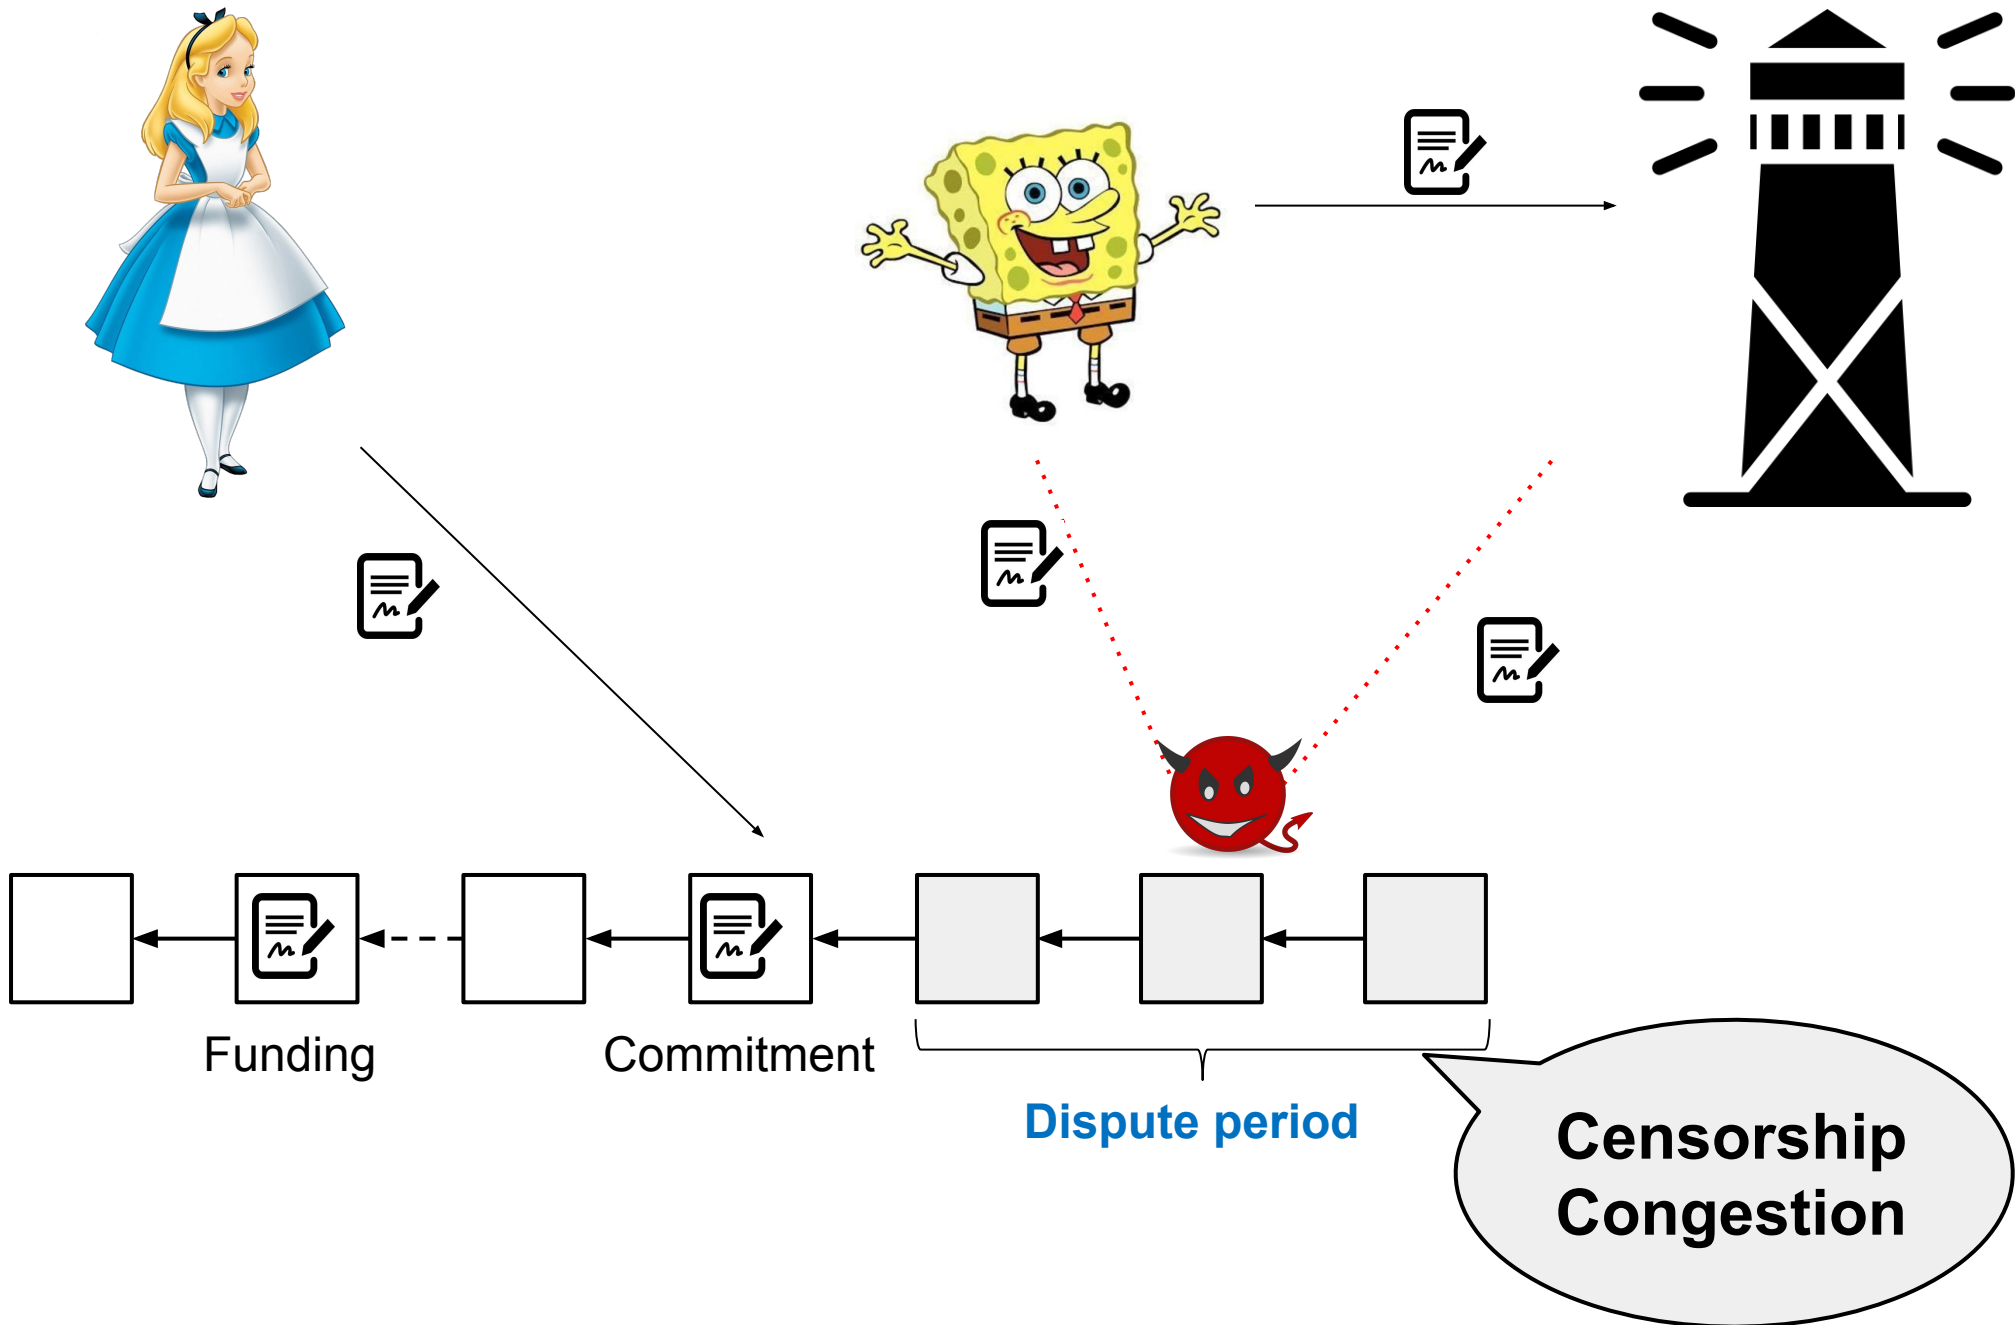 Funding
Commitment
Dispute period
Censorship
Congestion